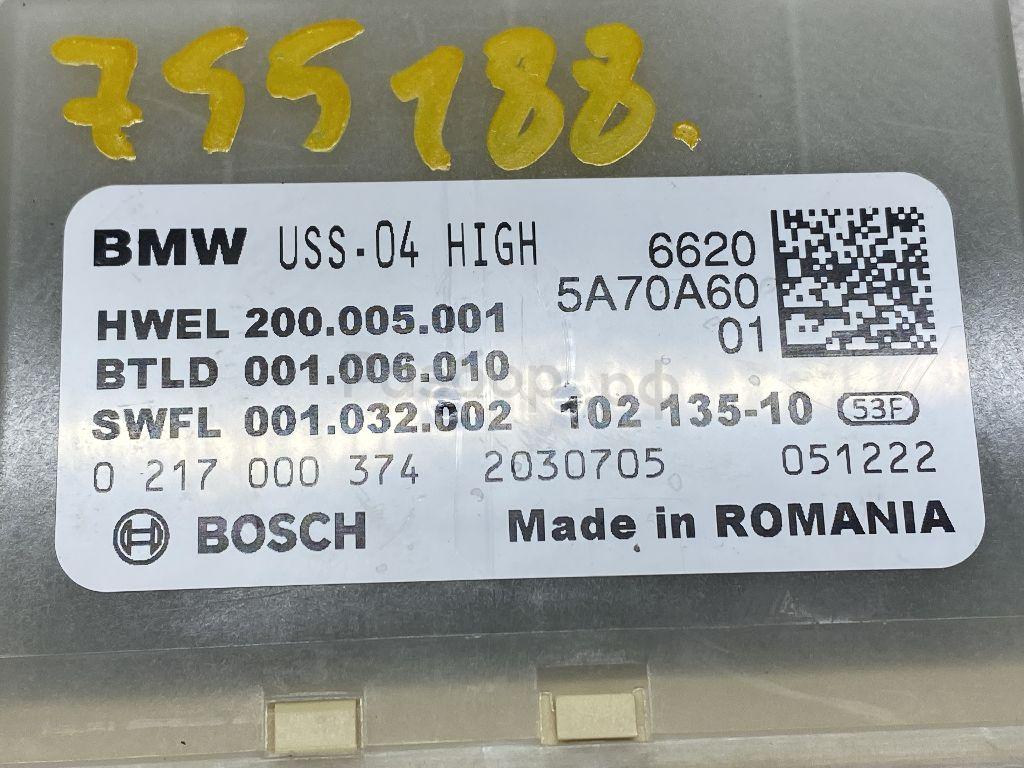 755188.
BMW USS-04 HIGH 6620
5A70A60
01
HWEL 200.005.001
BTLD 001.006.010
SWFL 001.032.002 102 135-10 53F
0 217 000 374 2030705 051222
BOSCH Made in ROMANIA